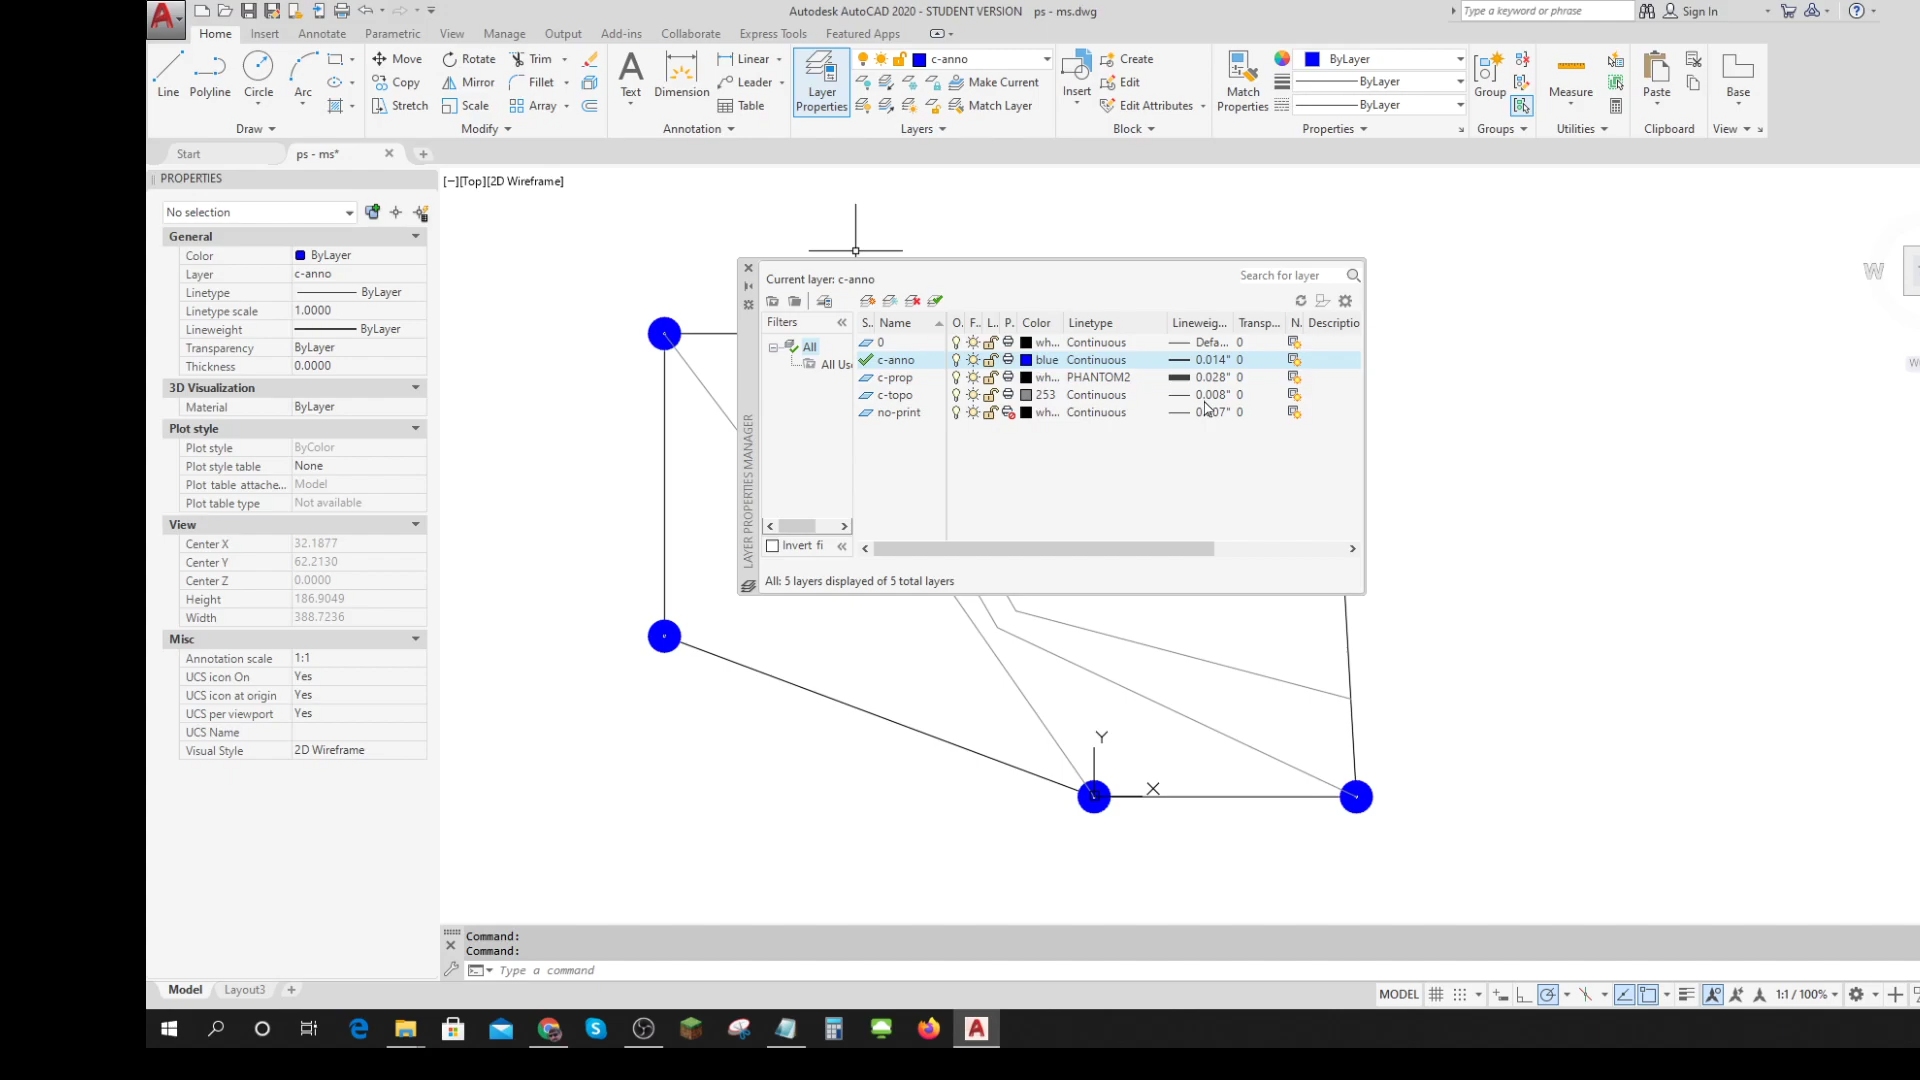 Autodesk AutoCAD 2020 - STUDENT VERSION ps - ms.dwg
Type a keyword or phrase
Sign In
Home Insert Annotate Parametric View Manage Output Add-ins Collaborate Express Tools Featured Apps
Line Polyline Circle Arc
Move Rotate Trim
Copy Mirror Fillet
Stretch Scale Array
Text Dimension
Linear
Leader
Table
Layer Properties
c-anno
Make Current
Match Layer
Insert
Create
Edit
Edit Attributes
Match Properties
ByLayer
ByLayer
ByLayer
Group
Measure
Paste
Base
Draw Modify Annotation Layers Block Properties Groups Utilities Clipboard View
Start ps - ms*
PROPERTIES
[−][Top][2D Wireframe]
No selection
General
Color ByLayer
Layer c-anno
Linetype ByLayer
Linetype scale 1.0000
Lineweight ByLayer
Transparency ByLayer
Thickness 0.0000
3D Visualization
Material ByLayer
Plot style
Plot style ByColor
Plot style table None
Plot table attache... Model
Plot table type Not available
View
Center X 32.1877
Center Y 62.2130
Center Z 0.0000
Height 186.9049
Width 388.7236
Misc
Annotation scale 1:1
UCS icon On Yes
UCS icon at origin Yes
UCS per viewport Yes
UCS Name
Visual Style 2D Wireframe
W
Current layer: c-anno
Search for layer
Filters
All
All Us
Invert fi
S.. Name O. F.. L.. P. Color Linetype Lineweig... Transp... N. Descriptio
0 wh... Continuous Defa... 0
c-anno blue Continuous 0.014" 0
c-prop wh... PHANTOM2 0.028" 0
c-topo 253 Continuous 0.008" 0
no-print wh... Continuous 0
LAYER PROPERTIES MANAGER
All: 5 layers displayed of 5 total layers
Y
X
Command:
Command:
Type a command
Model Layout3
MODEL 1:1 / 100%